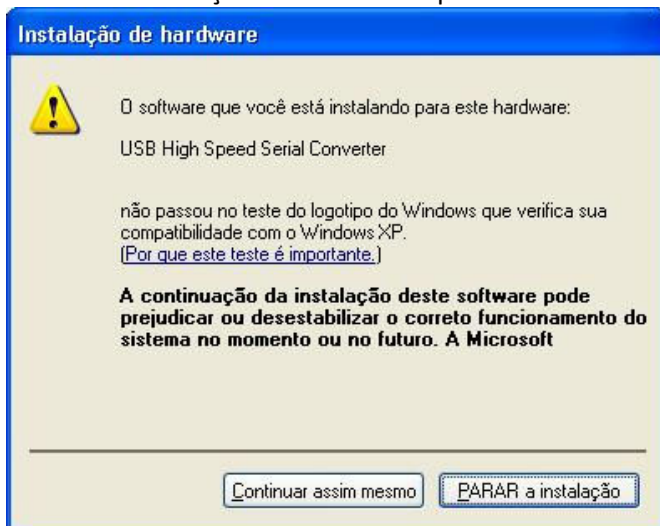 Instalação de hardware
O software que você está instalando para este hardware:
USB High Speed Serial Converter
não passou no teste do logotipo do Windows que verifica sua
compatibilidade com o Windows XP.
(Por que este teste é importante.)
A continuação da instalação deste software pode
prejudicar ou desestabilizar o correto funcionamento do
sistema no momento ou no futuro. A Microsoft
Continuar assim mesmo PARAR a instalação